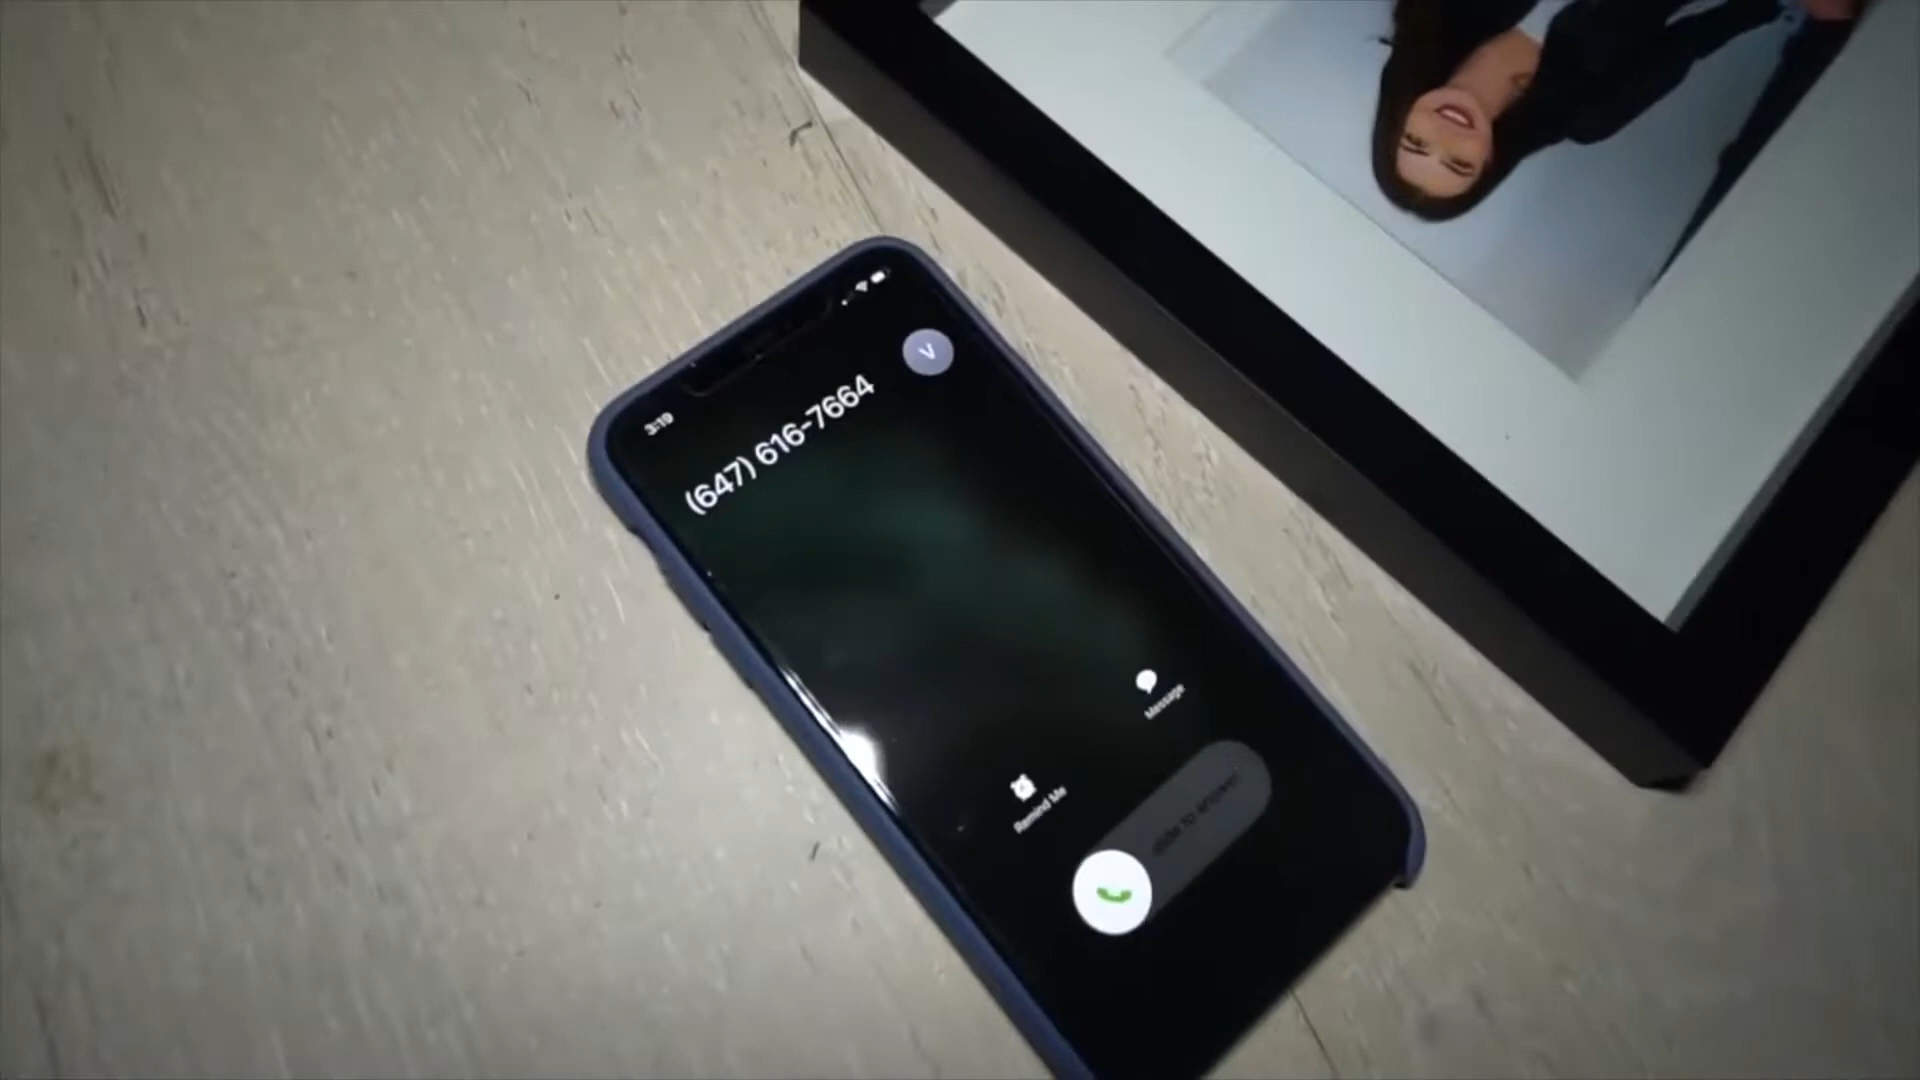 3:19
V
(647) 616-7664
Remind Me
Message
slide to answer